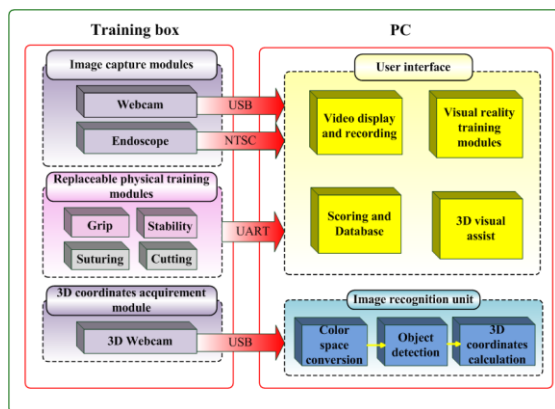 Training box
PC
Image capture modules
Webcam
USB
Endoscope
NTSC
Replaceable physical training
modules
Grip
Stability
Suturing
Cutting
UART
3D coordinates acquirement
module
3D Webcam
USB
User interface
Video display
and recording
Visual reality
training
modules
Scoring and
Database
3D visual
assist
Image recognition unit
Color
space
conversion
Object
detection
3D
coordinates
calculation